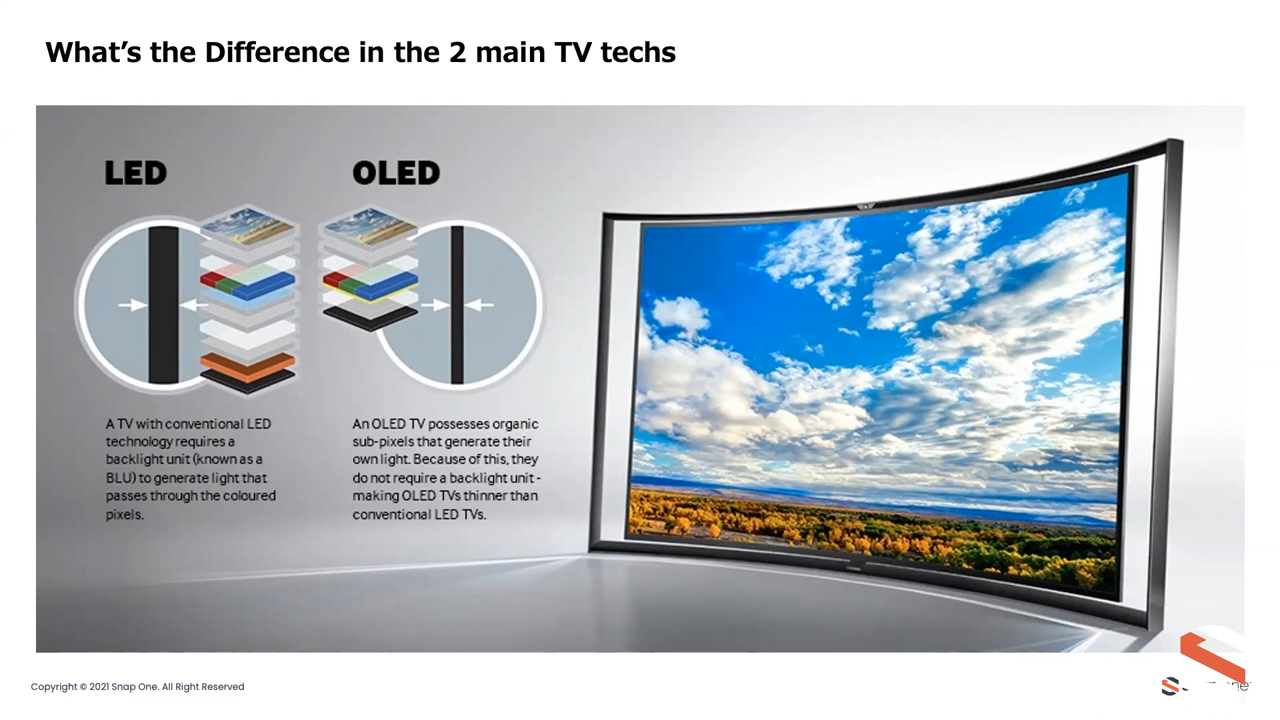 What's the Difference in the 2 main TV techs
LED
A TV with conventional LED
technology requires a
backlight unit (known as a
BLU) to generate light that
passes through the coloured
pixels.
OLED
An OLED TV possesses organic
sub-pixels that generate their
own light. Because of this, they
do not require a backlight unit -
making OLED TVs thinner than
conventional LED TVs.
Copyright © 2021 Snap One. All Right Reserved